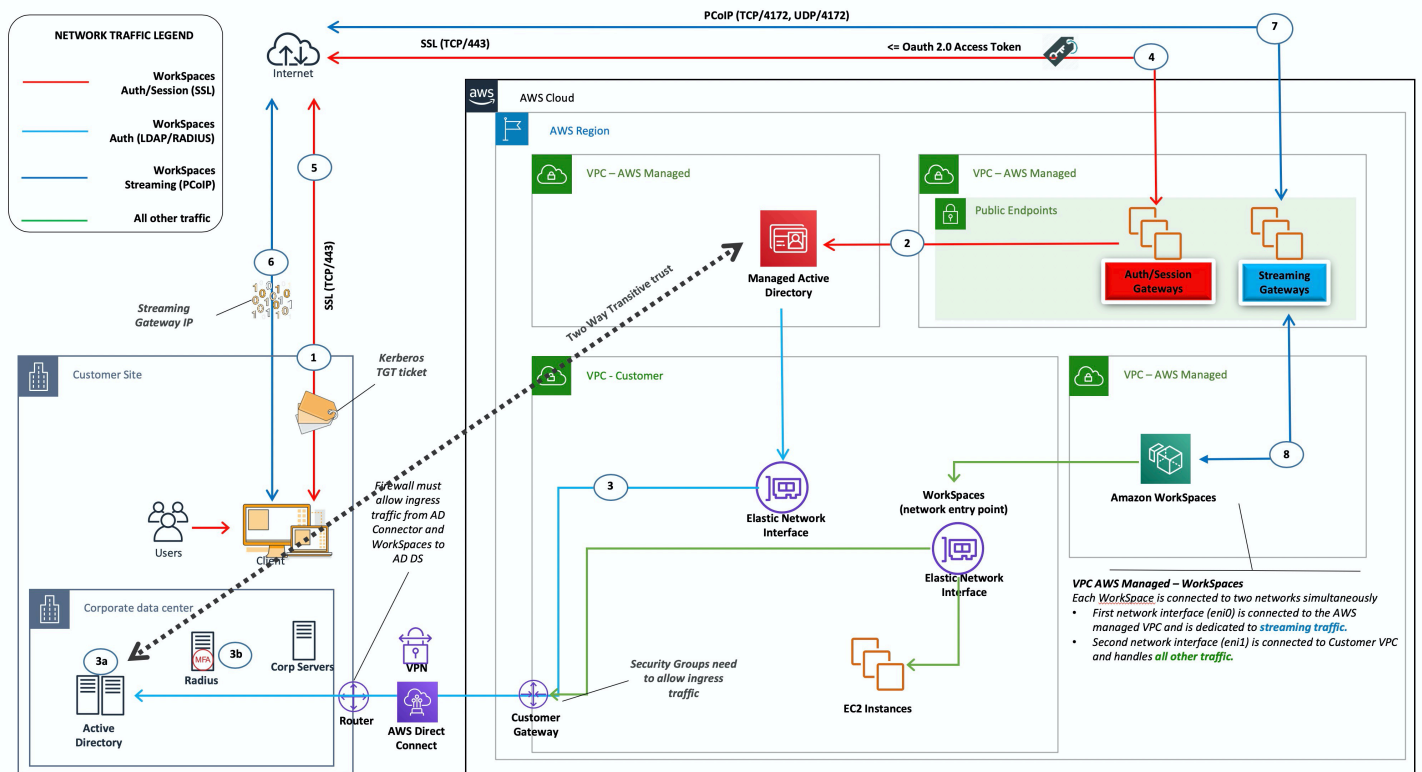 PCoIP (TCP/4172, UDP/4172)
7
NETWORK TRAFFIC LEGEND
SSL (TCP/443)
<= Oauth 2.0 Access Token
4
Internet
WorkSpaces
Auth/Session (SSL)
WorkSpaces
Auth (LDAP/RADIUS)
WorkSpaces
Streaming (PCoIP)
All other traffic
aws
AWS Cloud
AWS Region
5
VPC – AWS Managed
VPC – AWS Managed
Public Endpoints
2
6
SSL (TCP/443)
Managed Active
Directory
Auth/Session
Gateways
Streaming
Gateways
Streaming
Gateway IP
Two Way Transitive trust
1
Kerberos
TGT ticket
Customer Site
VPC - Customer
VPC – AWS Managed
8
Amazon WorkSpaces
Firewall must
allow ingress
traffic from AD
Connector and
WorkSpaces to
AD DS
3
WorkSpaces
(network entry point)
Elastic Network
Interface
Users
Client
Elastic Network
Interface
VPC AWS Managed – WorkSpaces
Each WorkSpace is connected to two networks simultaneously
• First network interface (eni0) is connected to the AWS
managed VPC and is dedicated to streaming traffic.
• Second network interface (eni1) is connected to Customer VPC
and handles all other traffic.
Corporate data center
3a
MFA
3b
Radius
Corp Servers
VPN
Security Groups need
to allow ingress
traffic
EC2 Instances
Router
Active
Directory
AWS Direct
Connect
Customer
Gateway